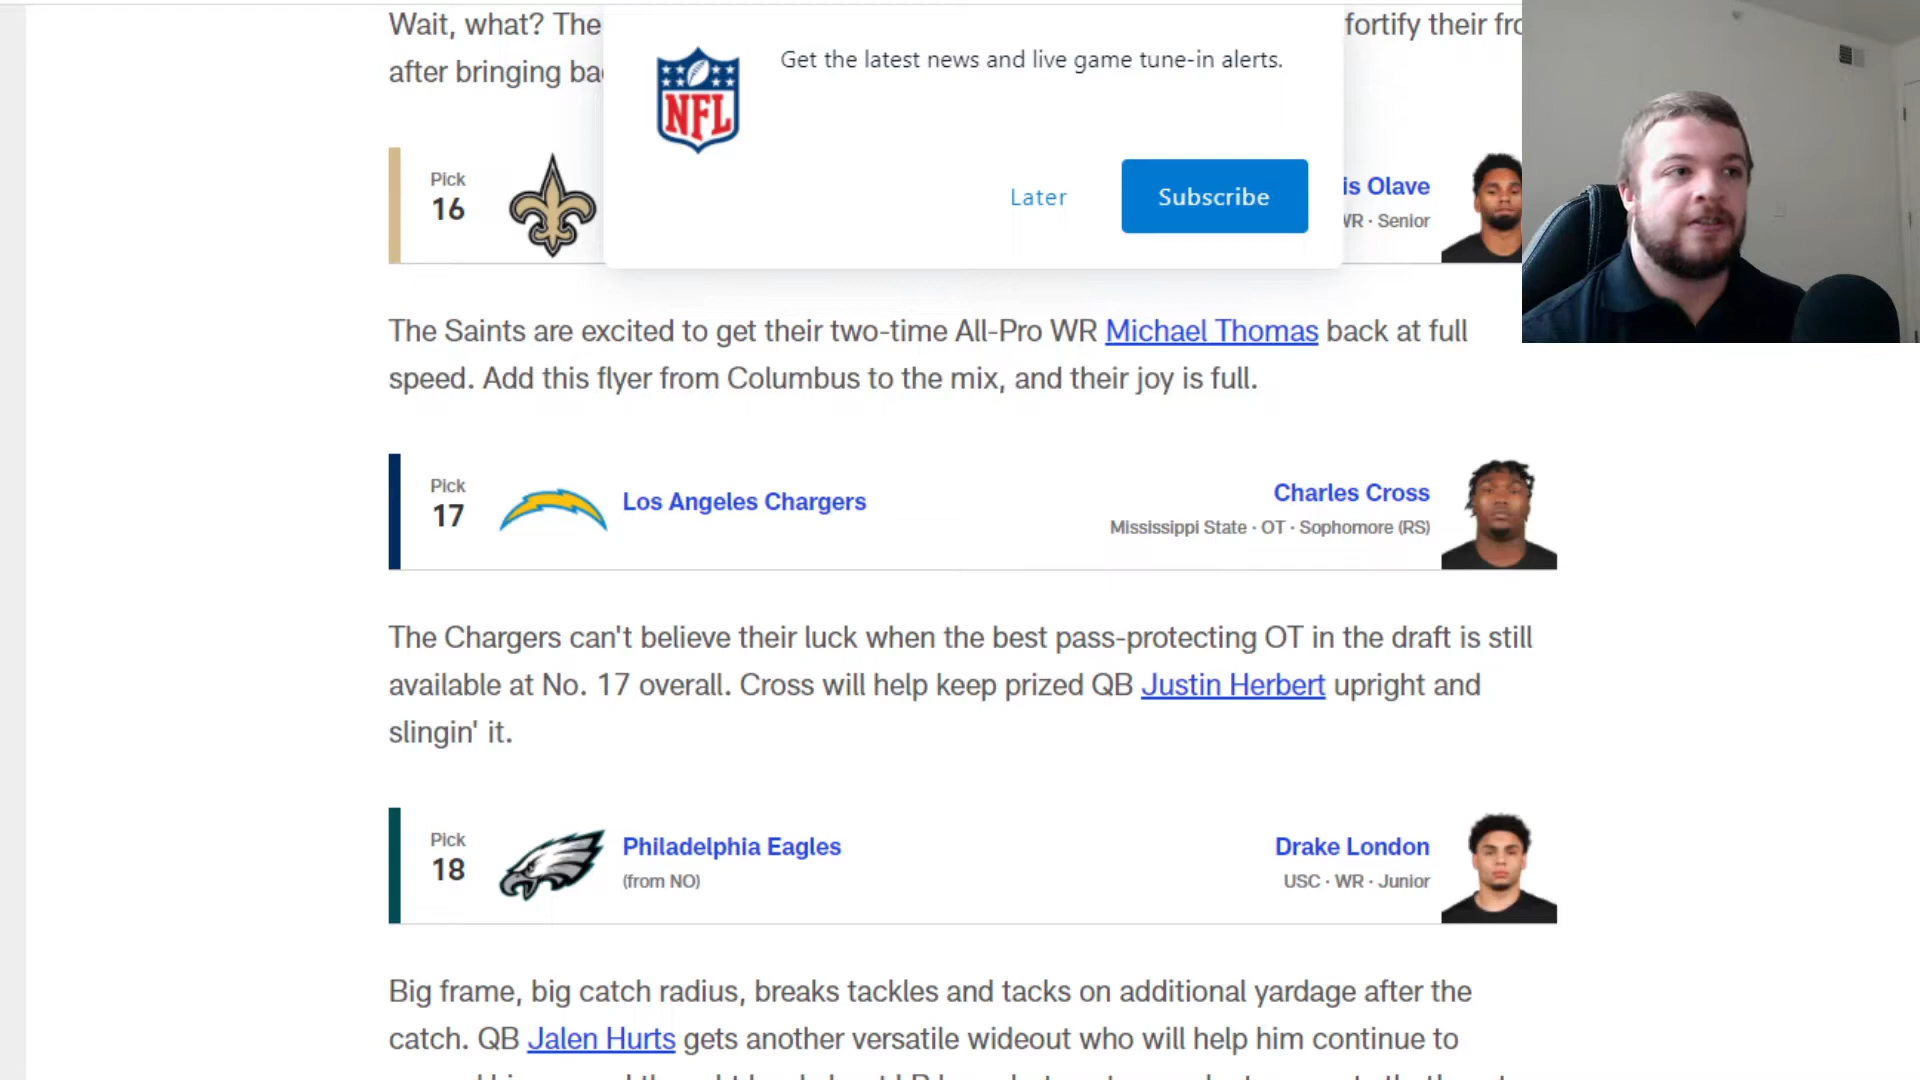 Wait, what? The
fortify their fro
after bringing ba
Get the latest news and live game tune-in alerts.
NFL
Later
Subscribe
Pick
16
is Olave
WR · Senior
The Saints are excited to get their two-time All-Pro WR Michael Thomas back at full
speed. Add this flyer from Columbus to the mix, and their joy is full.
Pick
17
Los Angeles Chargers
Charles Cross
Mississippi State · OT · Sophomore (RS)
The Chargers can't believe their luck when the best pass-protecting OT in the draft is still
available at No. 17 overall. Cross will help keep prized QB Justin Herbert upright and
slingin' it.
Pick
18
Philadelphia Eagles
(from NO)
Drake London
USC · WR · Junior
Big frame, big catch radius, breaks tackles and tacks on additional yardage after the
catch. QB Jalen Hurts gets another versatile wideout who will help him continue to